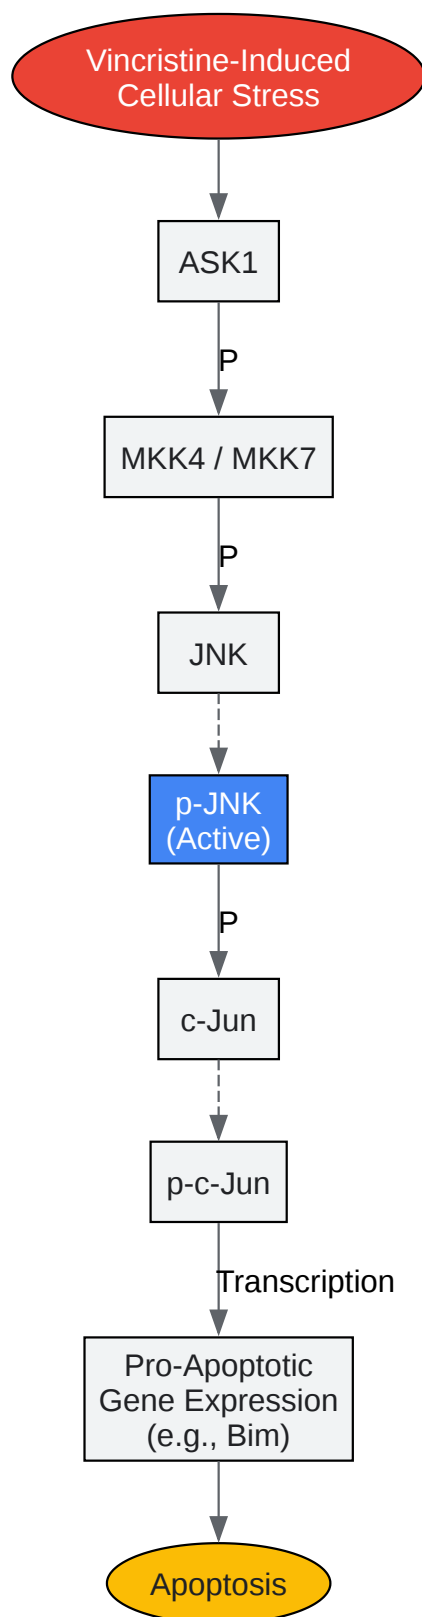 Vincristine-Induced
Cellular Stress
ASK1
P
MKK4 / MKK7
P
JNK
p-JNK
(Active)
P
c-Jun
p-c-Jun
Transcription
Pro-Apoptotic
Gene Expression
(e.g., Bim)
Apoptosis